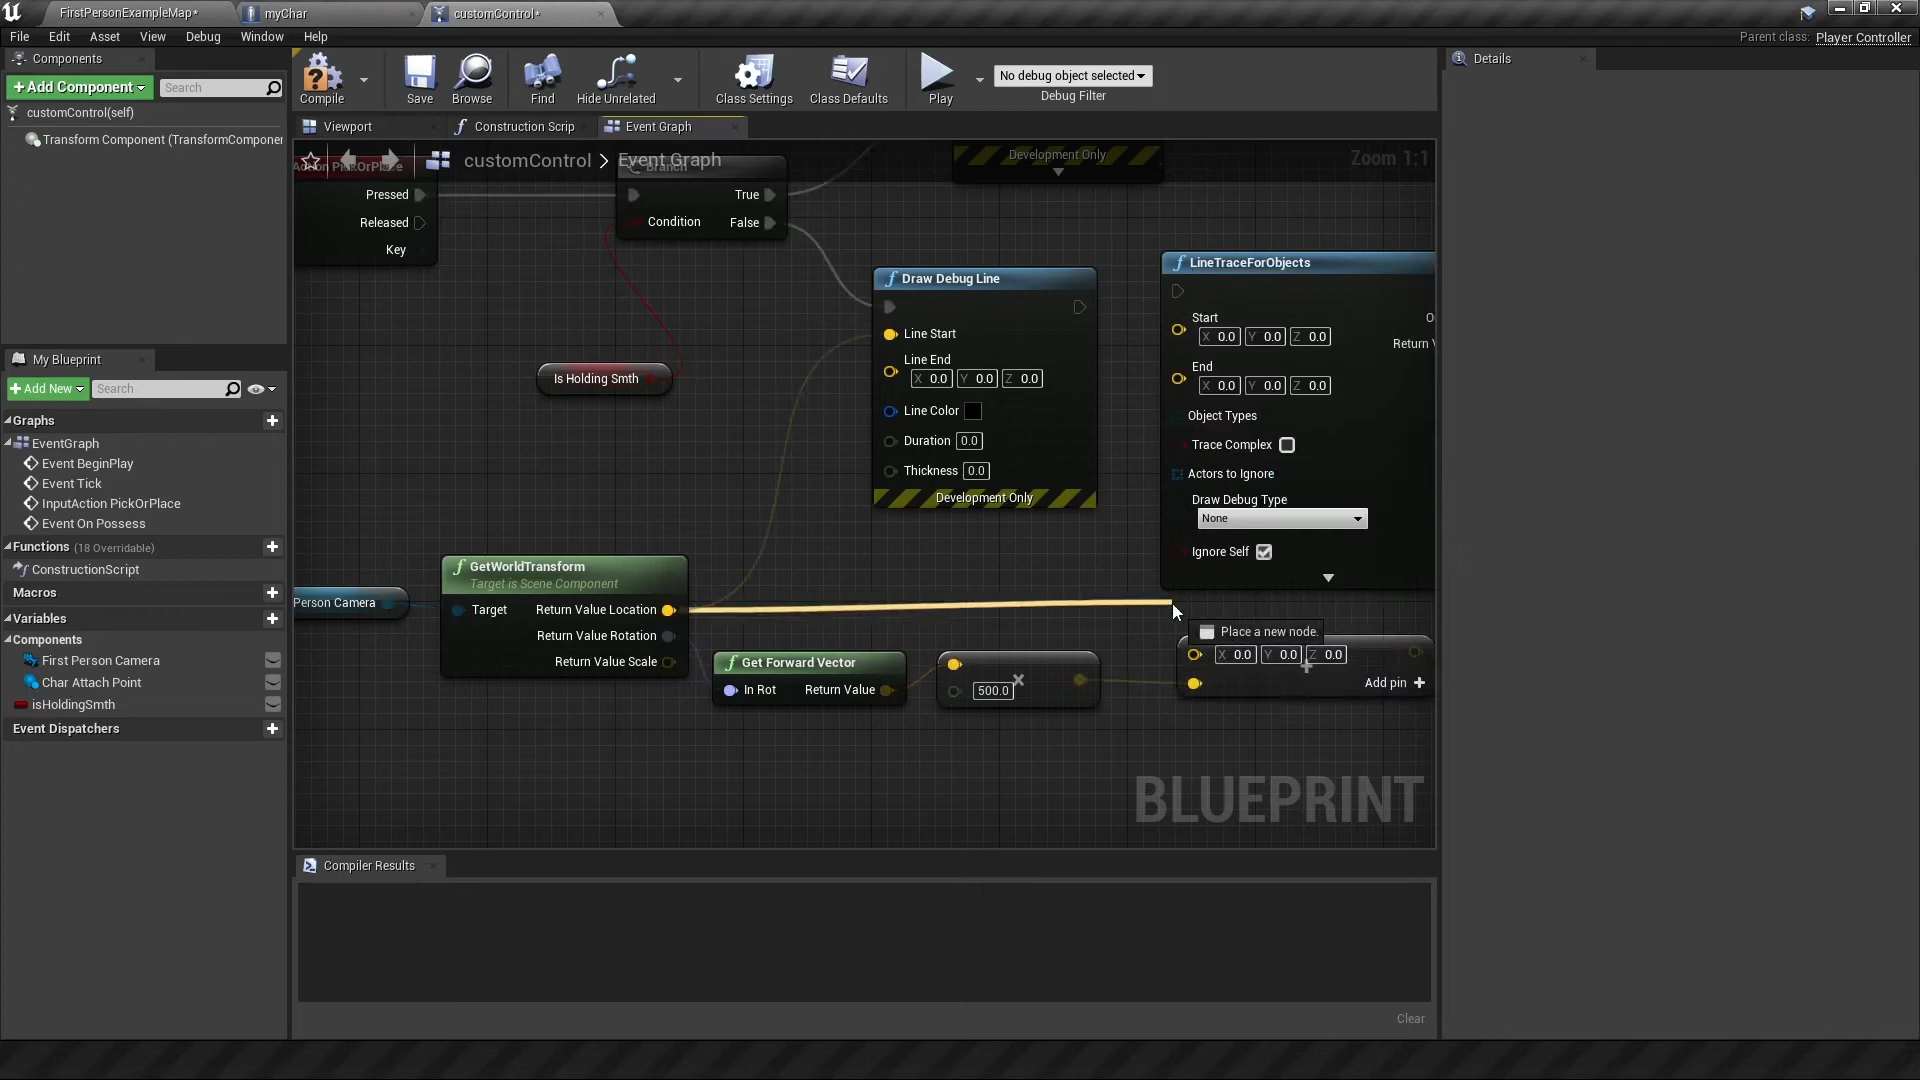 FirstPersonExampleMap*
myChar
customControl*
File Edit Asset View Debug Window Help
Parent class: Player Controller
Components
+Add Component
Search
customControl(self)
Transform Component (TransformComponer
Compile
Save
Browse
Find
Hide Unrelated
Class Settings
Class Defaults
Play
No debug object selected
Debug Filter
Details
Viewport
Construction Scrip
Event Graph
customControl > Event Graph
Zoom 1:1
Action PickOrPlace
Pressed
Released
Key
Branch
True
Condition
False
Development Only
Is Holding Smth
Draw Debug Line
Line Start
Line End
X 0.0 Y 0.0 Z 0.0
Line Color
Duration 0.0
Thickness 0.0
Development Only
LineTraceForObjects
Start
X 0.0 Y 0.0 Z 0.0
Return V
End
X 0.0 Y 0.0 Z 0.0
Object Types
Trace Complex
Actors to Ignore
Draw Debug Type
None
Ignore Self
Person Camera
GetWorldTransform
Target is Scene Component
Target
Return Value Location
Return Value Rotation
Return Value Scale
Get Forward Vector
In Rot
Return Value
500.0
Place a new node.
X 0.0 Y 0.0 Z 0.0
Add pin +
BLUEPRINT
My Blueprint
+Add New
Search
Graphs
EventGraph
Event BeginPlay
Event Tick
InputAction PickOrPlace
Event On Possess
Functions (18 Overridable)
ConstructionScript
Macros
Variables
Components
First Person Camera
Char Attach Point
isHoldingSmth
Event Dispatchers
Compiler Results
Clear